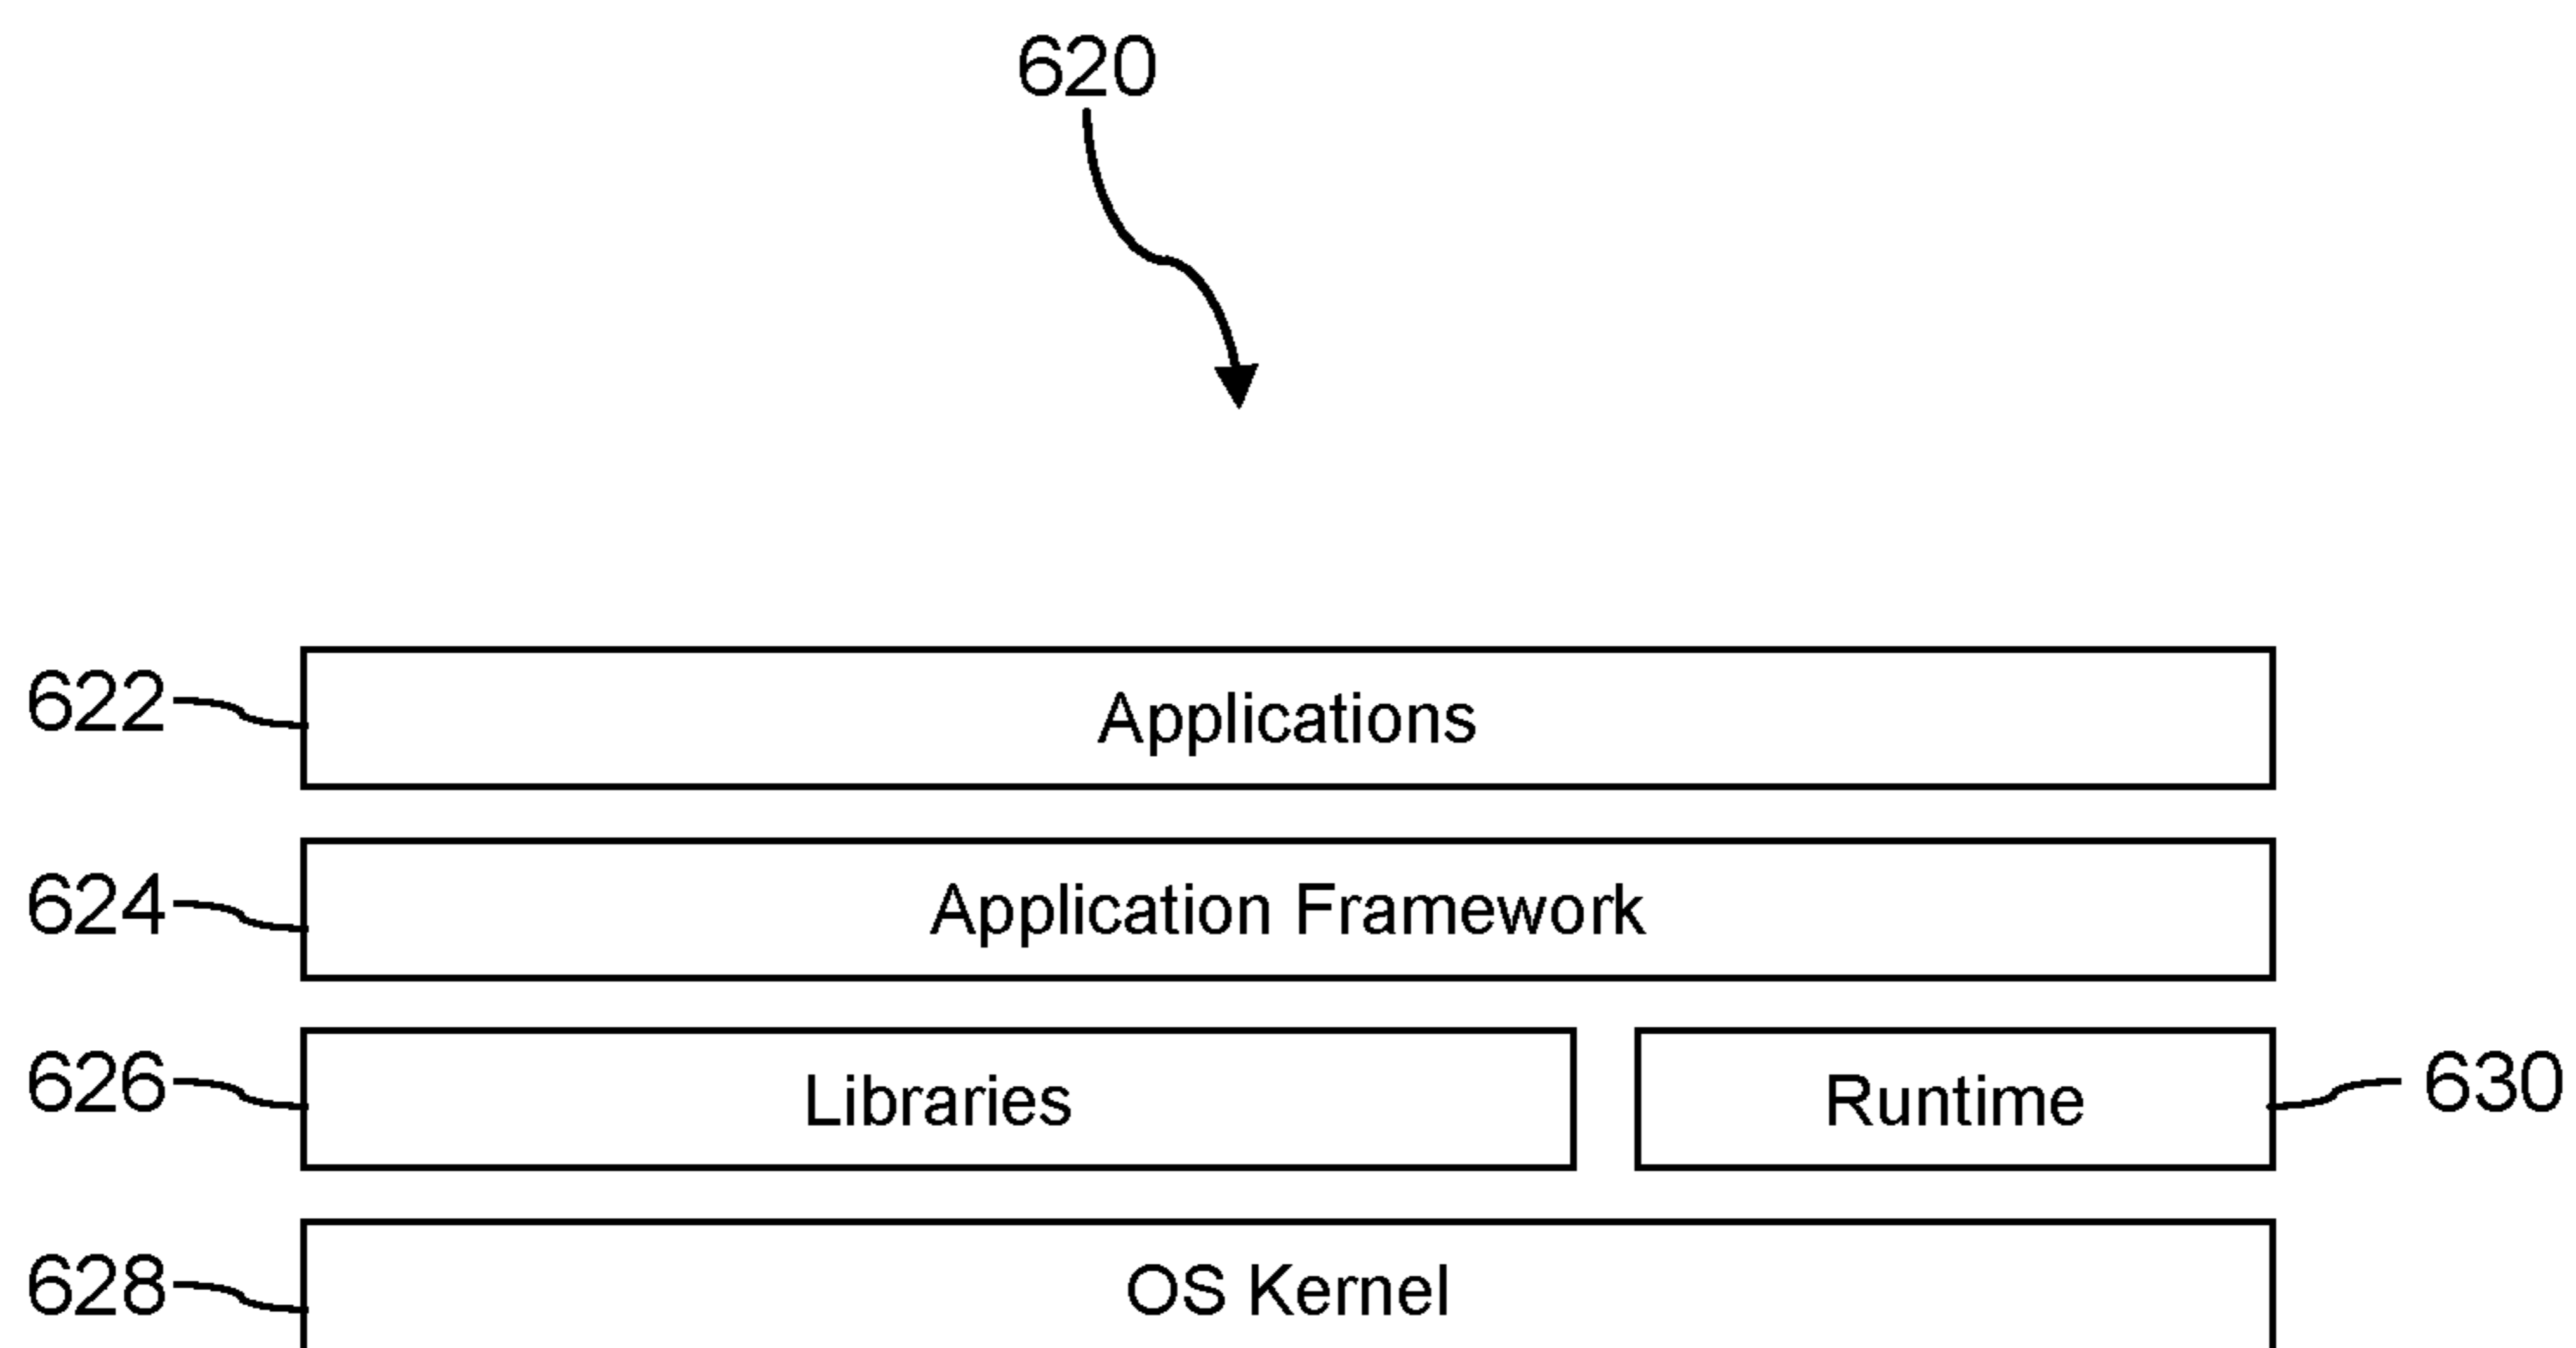 620
622 Applications
624 Application Framework
626 Libraries Runtime 630
628 OS Kernel